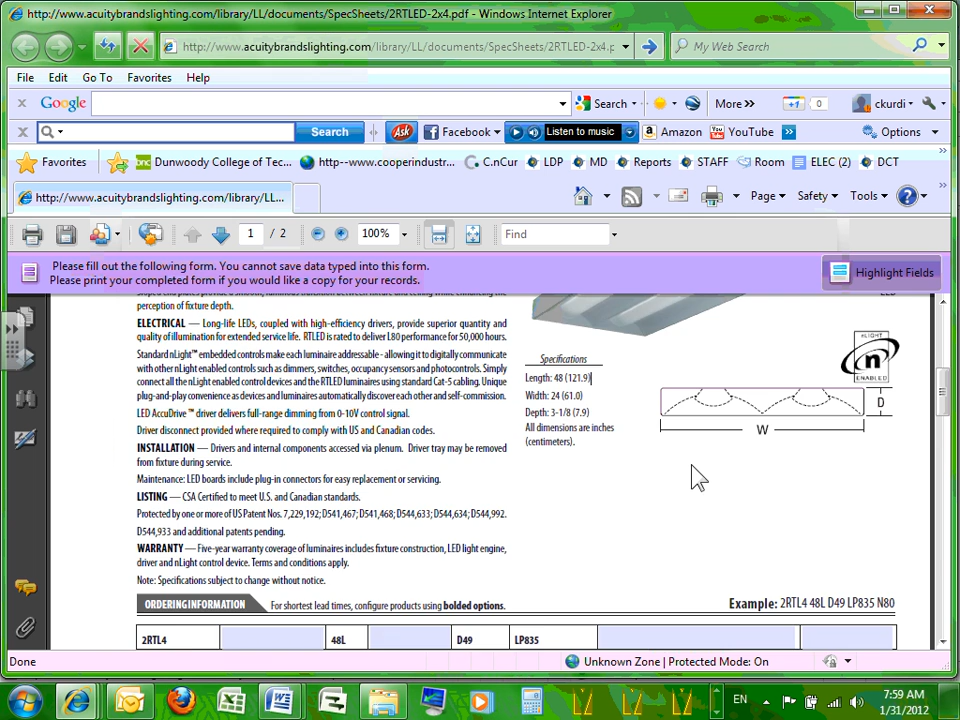 http://www.acuitybrandslighting.com/library/LL/documents/SpecSheets/2RTLED-2x4.pdf - Windows Internet Explorer
http://www.acuitybrandslighting.com/library/LL/documents/SpecSheets/2RTLED-2x4.p
My Web Search
File Edit Go To Favorites Help
Google Search More +1 0 ckurdi
Search Ask Facebook Listen to music Amazon YouTube Options
Favorites Dunwoody College of Tec... http--www.cooperindustr... C.nCur LDP MD Reports STAFF Room ELEC (2) DCT
http://www.acuitybrandslighting.com/library/LL... Page Safety Tools
1 / 2 100% Find
Please fill out the following form. You cannot save data typed into this form.
Please print your completed form if you would like a copy for your records.
Highlight Fields
perception of fixture depth.
ELECTRICAL — Long-life LEDs, coupled with high-efficiency drivers, provide superior quantity and
quality of illumination for extended service life. RTLED is rated to deliver L80 performance for 50,000 hours.
Standard nLight™ embedded controls make each luminaire addressable - allowing it to digitally communicate
with other nLight enabled controls such as dimmers, switches, occupancy sensors and photocontrols. Simply
connect all the nLight enabled control devices and the RTLED luminaires using standard Cat-5 cabling. Unique
plug-and-play convenience as devices and luminaires automatically discover each other and self-commission.
LED AccuDrive ™ driver delivers full-range dimming from 0-10V control signal.
Driver disconnect provided where required to comply with US and Canadian codes.
INSTALLATION — Drivers and internal components accessed via plenum. Driver tray may be removed
from fixture during service.
Maintenance: LED boards include plug-in connectors for easy replacement or servicing.
LISTING — CSA Certified to meet U.S. and Canadian standards.
Protected by one or more of US Patent Nos. 7,229,192; D541,467; D541,468; D544,633; D544,634; D544,992.
D544,933 and additional patents pending.
WARRANTY — Five-year warranty coverage of luminaires includes fixture construction, LED light engine,
driver and nLight control device. Terms and conditions apply.
Note: Specifications subject to change without notice.
Specifications
Length: 48 (121.9)
Width: 24 (61.0)
Depth: 3-1/8 (7.9)
All dimensions are inches
(centimeters).
LED
nLIGHT
n
ENABLED
D
W
ORDERING INFORMATION For shortest lead times, configure products using bolded options. Example: 2RTL4 48L D49 LP835 N80
2RTL4 48L D49 LP835
Done Unknown Zone | Protected Mode: On
EN 7:59 AM
1/31/2012